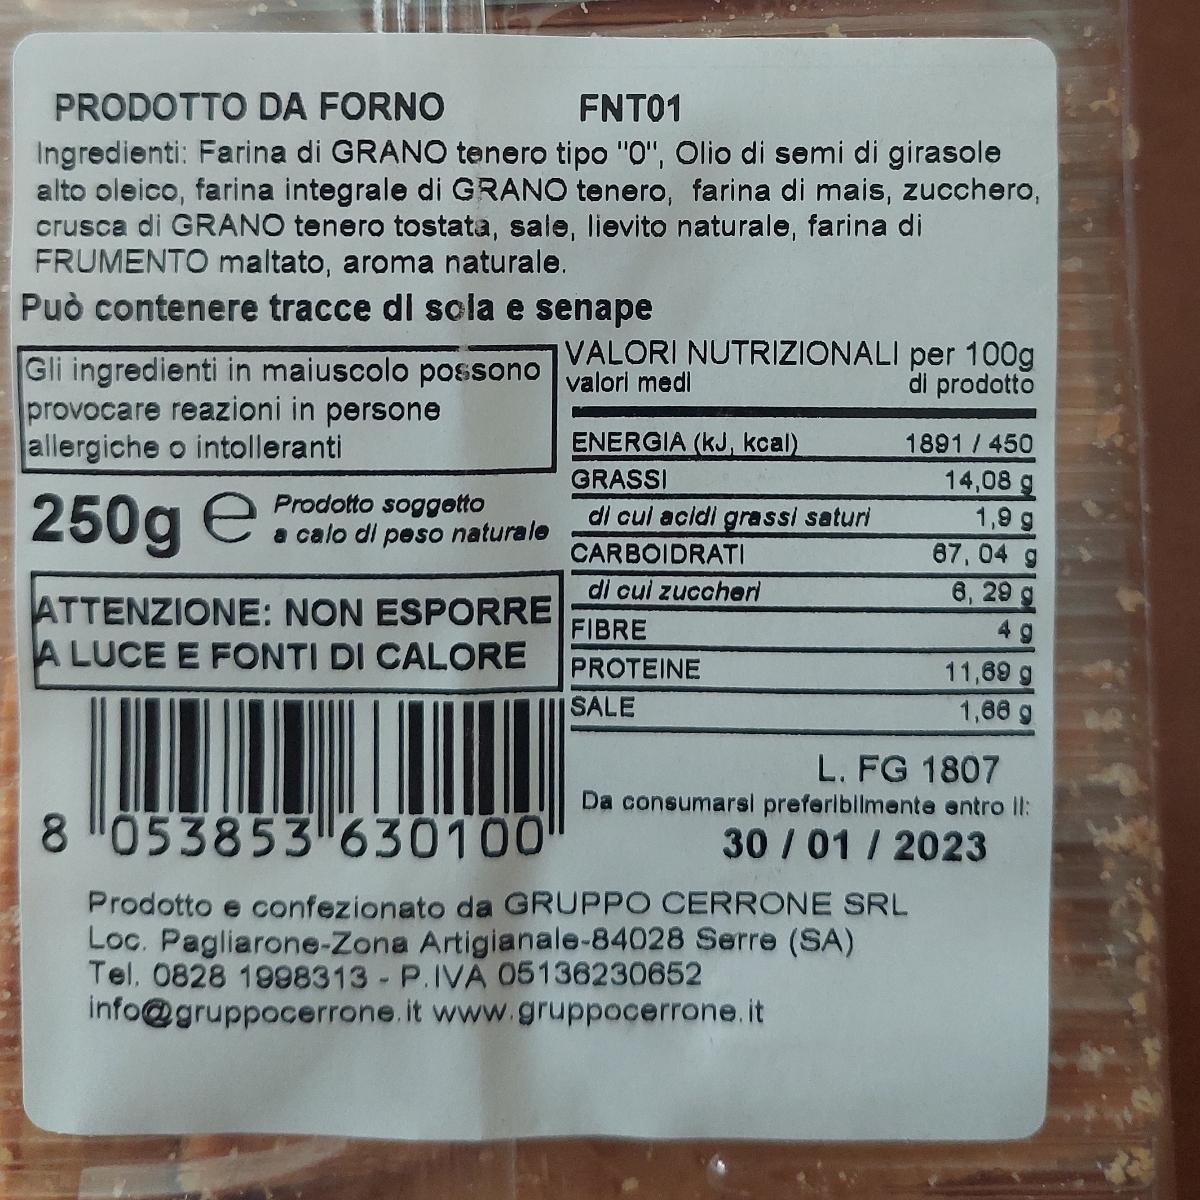 PRODOTTO DA FORNO FNT01
Ingredienti: Farina di GRANO tenero tipo "0", Olio di semi di girasole
alto oleico, farina integrale di GRANO tenero, farina di mais, zucchero,
crusca di GRANO tenero tostata, sale, lievito naturale, farina di
FRUMENTO maltato, aroma naturale.
Può contenere tracce di soia e senape
Gli ingredienti in maiuscolo possono
provocare reazioni in persone
allergiche o intolleranti
250g e
Prodotto soggetto
a calo di peso naturale
ATTENZIONE: NON ESPORRE
A LUCE E FONTI DI CALORE
8 053853 630100
VALORI NUTRIZIONALI per 100g
valori medi di prodotto
ENERGIA (kJ, kcal) 1891 / 450
GRASSI 14,08 g
di cui acidi grassi saturi 1,9 g
CARBOIDRATI 67, 04 g
di cui zuccheri 6, 29 g
FIBRE 4 g
PROTEINE 11,69 g
SALE 1,66 g
L. FG 1807
Da consumarsi preferibilmente entro il:
30 / 01 / 2023
Prodotto e confezionato da GRUPPO CERRONE SRL
Loc. Pagliarone-Zona Artigianale-84028 Serre (SA)
Tel. 0828 1998313 - P.IVA 05136230652
info@gruppocerrone.it www.gruppocerrone.it